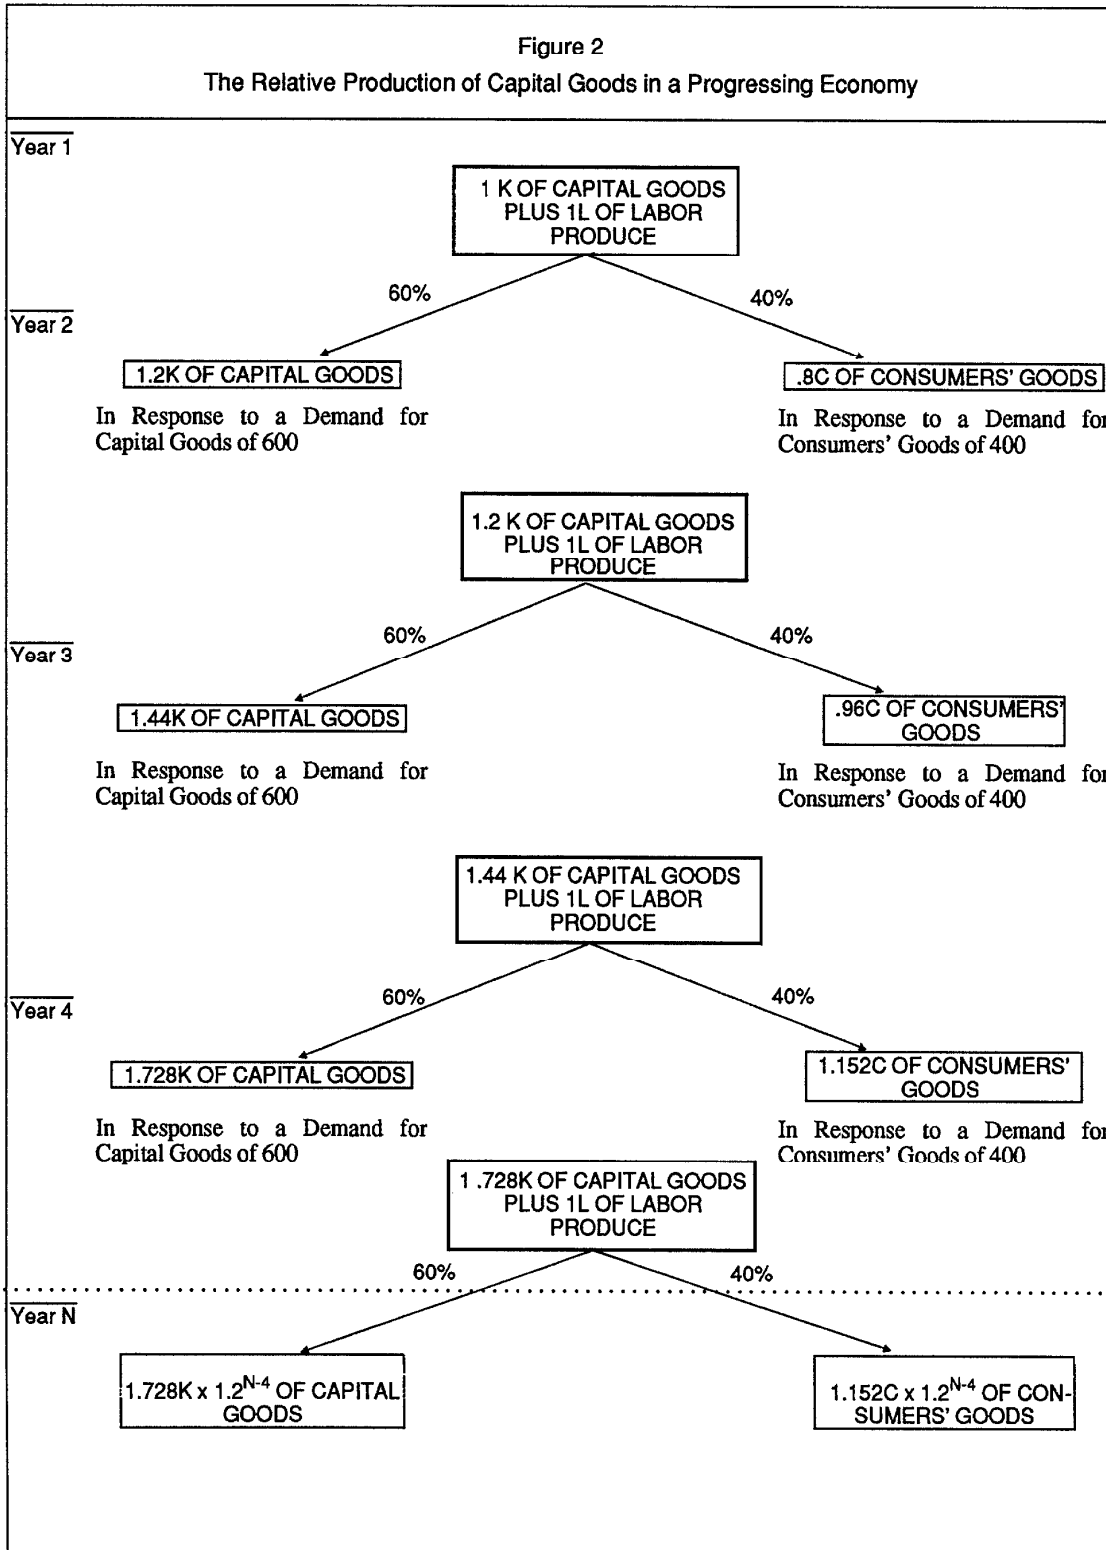 Figure 2
The Relative Production of Capital Goods in a Progressing Economy
Year 1
1 K OF CAPITAL GOODS
PLUS 1L OF LABOR
PRODUCE
60%
40%
Year 2
1.2K OF CAPITAL GOODS
.8C OF CONSUMERS' GOODS
In Response to a Demand for
Capital Goods of 600
In Response to a Demand for
Consumers' Goods of 400
1.2 K OF CAPITAL GOODS
PLUS 1L OF LABOR
PRODUCE
60%
40%
Year 3
1.44K OF CAPITAL GOODS
.96C OF CONSUMERS'
GOODS
In Response to a Demand for
Capital Goods of 600
In Response to a Demand for
Consumers' Goods of 400
1.44 K OF CAPITAL GOODS
PLUS 1L OF LABOR
PRODUCE
60%
40%
Year 4
1.728K OF CAPITAL GOODS
1.152C OF CONSUMERS'
GOODS
In Response to a Demand for
Capital Goods of 600
In Response to a Demand for
Consumers' Goods of 400
1.728K OF CAPITAL GOODS
PLUS 1L OF LABOR
PRODUCE
60%
40%
Year N
1.728K x 1.2^N-4 OF CAPITAL
GOODS
1.152C x 1.2^N-4 OF CON-
SUMERS' GOODS